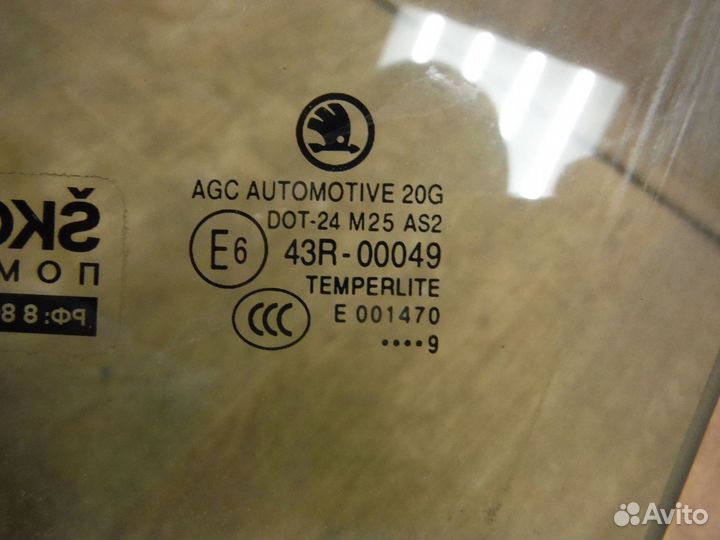 AGC AUTOMOTIVE 20G
DOT-24 M25 AS2
E6 43R-00049
TEMPERLITE
CCC E 001470
••••9
ŠKO
ПОМ
РФ:88
Avito